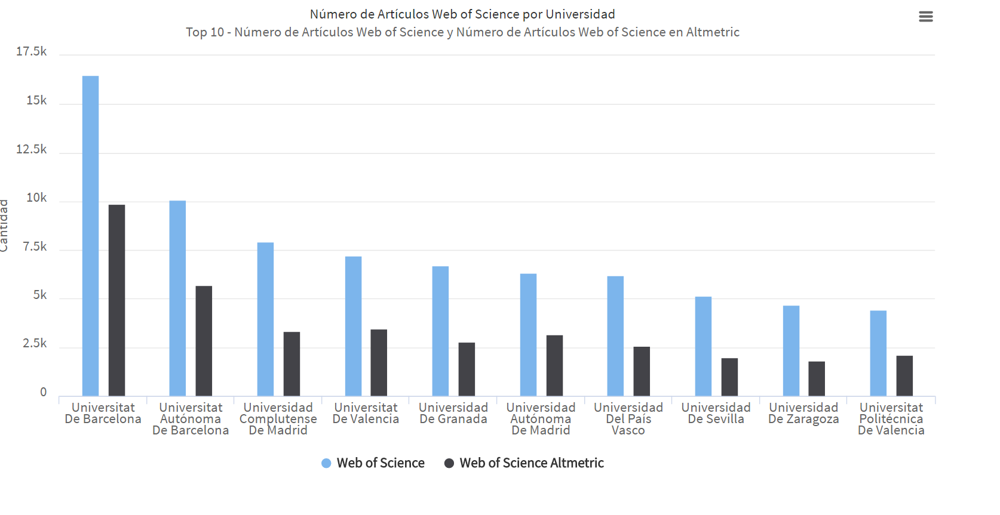 Número de Artículos Web of Science por Universidad
Top 10 - Número de Artículos Web of Science y Número de Artículos Web of Science en Altmetric
Cantidad
17.5k
15k
12.5k
10k
7.5k
5k
2.5k
0
Universitat
De Barcelona
Universitat
Autónoma
De Barcelona
Universidad
Complutense
De Madrid
Universitat
De Valencia
Universidad
De Granada
Universidad
Autónoma
De Madrid
Universidad
Del País
Vasco
Universidad
De Sevilla
Universidad
De Zaragoza
Universitat
Politécnica
De Valencia
Web of Science
Web of Science Altmetric